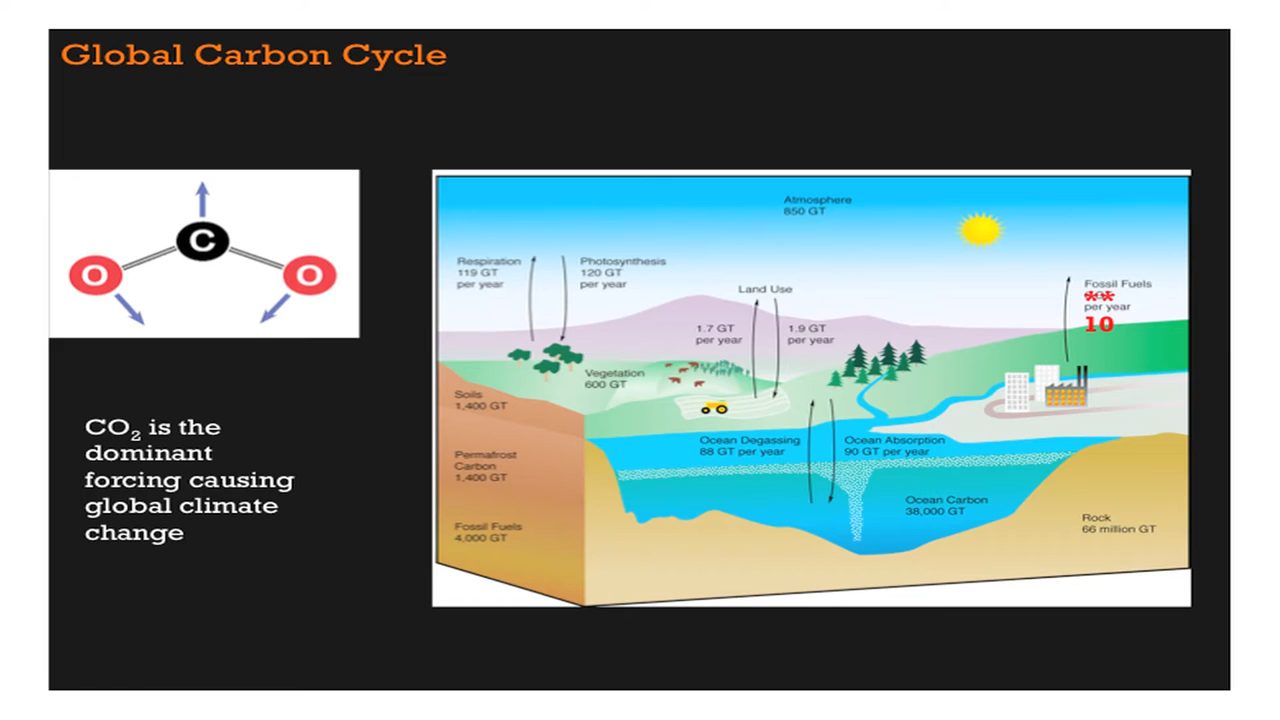 Global Carbon Cycle
O
C
O
CO₂ is the
dominant
forcing causing
global climate
change
Atmosphere
850 GT
Respiration
119 GT
per year
Photosynthesis
120 GT
per year
Land Use
1.7 GT
per year
1.9 GT
per year
Fossil Fuels
**
per year
10
Vegetation
600 GT
Soils
1,400 GT
Permafrost
Carbon
1,400 GT
Fossil Fuels
4,000 GT
Ocean Degassing
88 GT per year
Ocean Absorption
90 GT per year
Ocean Carbon
38,000 GT
Rock
66 million GT